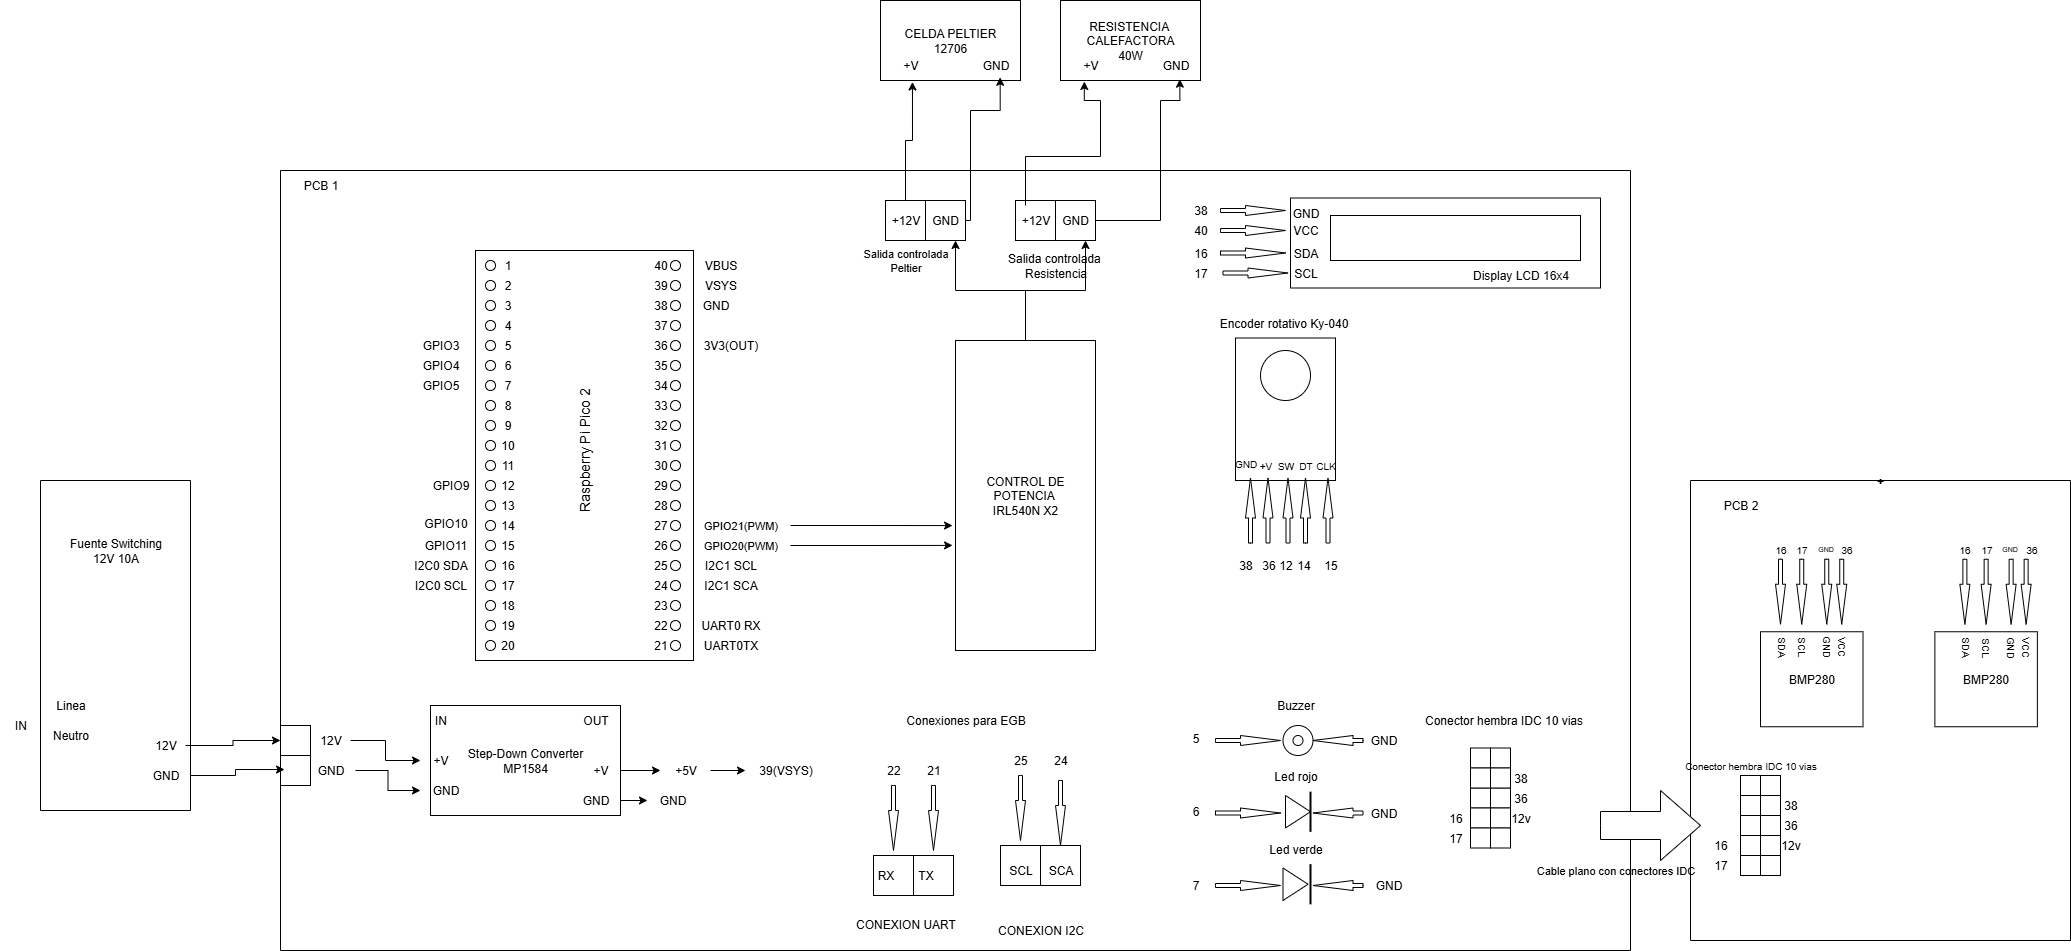 CELDA PELTIER
12706
+V
GND
RESISTENCIA
CALEFACTORA
40W
+V
GND
PCB 1
+12V
GND
Salida controlada
Peltier
+12V
GND
Salida controlada
Resistencia
38
40
16
17
GND
VCC
SDA
SCL
Display LCD 16x4
1
2
3
4
GPIO3
5
GPIO4
6
GPIO5
7
8
9
10
11
GPIO9
12
13
GPIO10
14
GPIO11
15
I2C0 SDA
16
I2C0 SCL
17
18
19
20
Raspberry Pi Pico 2
40
VBUS
39
VSYS
38
GND
37
36
3V3(OUT)
35
34
33
32
31
30
29
28
27
GPIO21(PWM)
26
GPIO20(PWM)
25
I2C1 SCL
24
I2C1 SCA
23
22
UART0 RX
21
UART0TX
CONTROL DE
POTENCIA
IRL540N X2
Encoder rotativo Ky-040
GND
+V
SW
DT
CLK
38
36
12
14
15
Fuente Switching
12V 10A
IN
Linea
Neutro
12V
GND
12V
GND
IN
OUT
Step-Down Converter
MP1584
+V
GND
+V
GND
+5V
39(VSYS)
GND
Conexiones para EGB
22
21
RX
TX
CONEXION UART
25
24
SCL
SCA
CONEXION I2C
Buzzer
5
GND
Led rojo
6
GND
Led verde
7
GND
Conector hembra IDC 10 vias
38
36
16
12v
17
Cable plano con conectores IDC
PCB 2
16
17
GND
36
SDA
SCL
GND
VCC
BMP280
16
17
GND
36
SDA
SCL
GND
VCC
BMP280
Conector hembra IDC 10 vias
38
36
16
12v
17